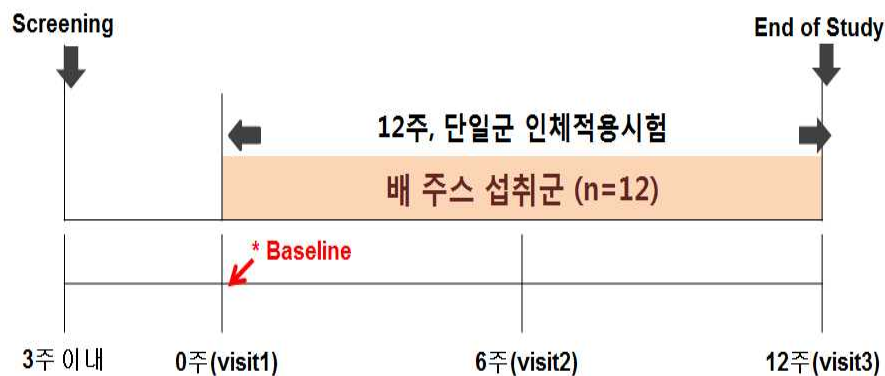 Screening
End of Study
12주, 단일군 인체적용시험
배 주스 섭취군 (n=12)
* Baseline
3주 이내
0주(visit1)
6주(visit2)
12주(visit3)